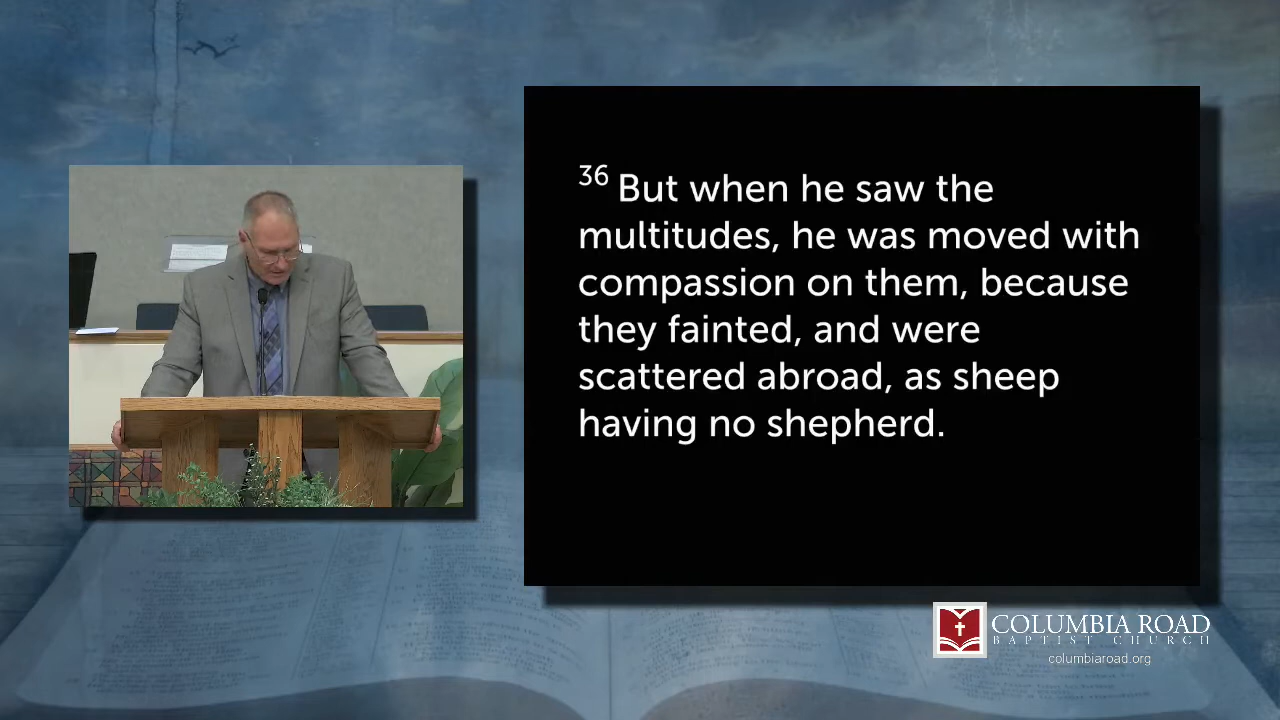 36 But when he saw the
multitudes, he was moved with
compassion on them, because
they fainted, and were
scattered abroad, as sheep
having no shepherd.
COLUMBIA ROAD
BAPTIST CHURCH
columbiaroad.org